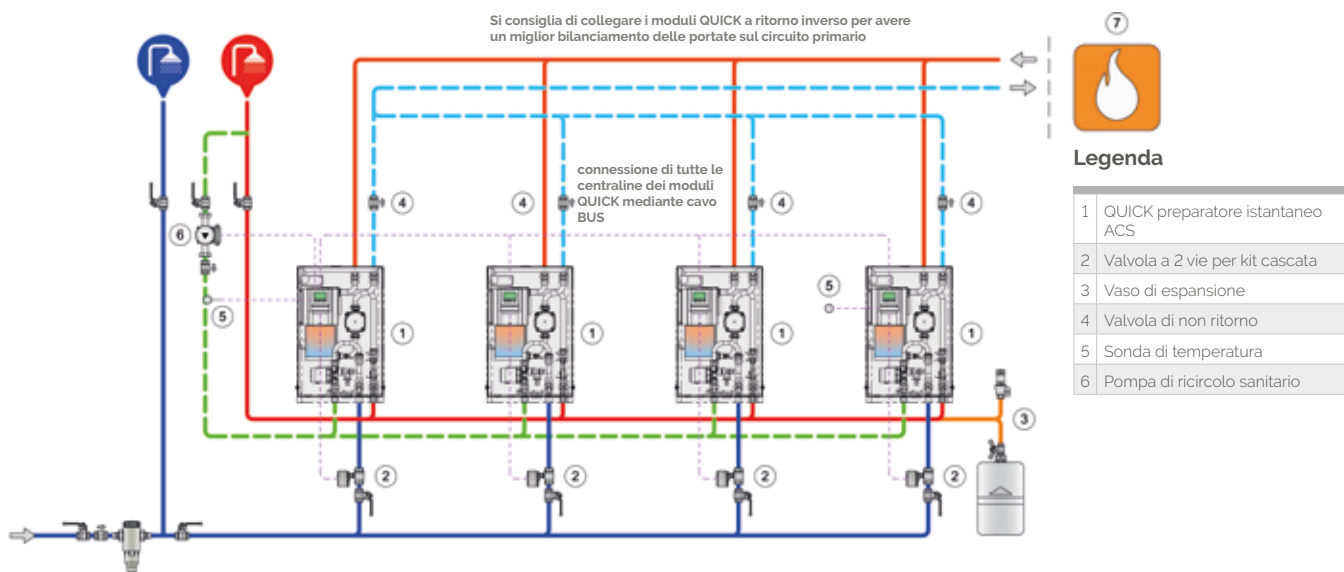 Si consiglia di collegare i moduli QUICK a ritorno inverso per avere
un miglior bilanciamento delle portate sul circuito primario
7
Legenda
connessione di tutte le
centraline dei moduli
QUICK mediante cavo
BUS
4
4
4
4
6
5
5
1
1
1
1
3
2
2
2
2
1 QUICK preparatore istantaneo
ACS
2 Valvola a 2 vie per kit cascata
3 Vaso di espansione
4 Valvola di non ritorno
5 Sonda di temperatura
6 Pompa di ricircolo sanitario